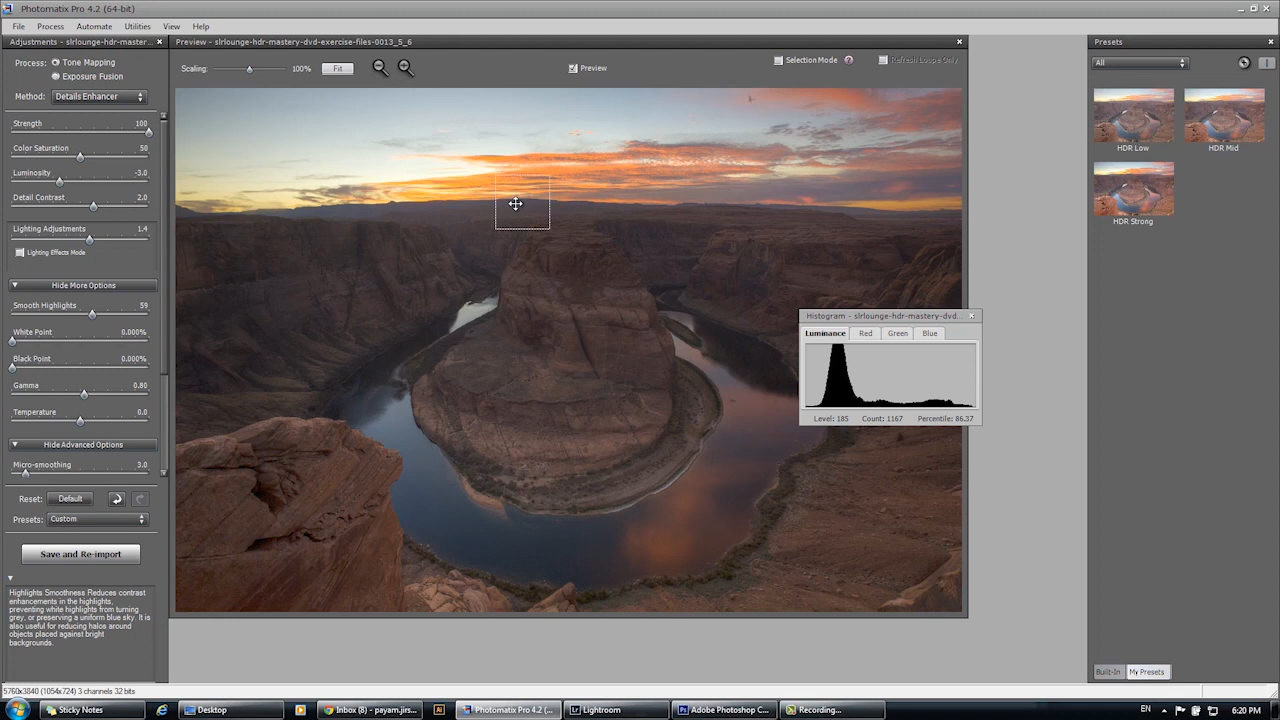 Photomatix Pro 4.2 (64-bit)
File Process Automate Utilities View Help
Adjustments - slrlounge-hdr-master...
Process: Tone Mapping
Exposure Fusion
Method: Details Enhancer
Strength 100
Color Saturation 50
Luminosity -3.0
Detail Contrast 2.0
Lighting Adjustments 1.4
Lighting Effects Mode
Hide More Options
Smooth Highlights 59
White Point 0.000%
Black Point 0.000%
Gamma 0.80
Temperature 0.0
Hide Advanced Options
Micro-smoothing 3.0
Reset: Default
Presets: Custom
Save and Re-import
Highlights Smoothness Reduces contrast
enhancements in the highlights,
preventing white highlights from turning
grey, or preserving a uniform blue sky. It is
also useful for reducing halos around
objects placed against bright
backgrounds.
Preview - slrlounge-hdr-mastery-dvd-exercise-files-0013_5_6
Scaling: 100% Fit Preview Selection Mode ? Refresh Loupe Only
Histogram - slrlounge-hdr-mastery-dvd...
Luminance Red Green Blue
Level: 185 Count: 1167 Percentile: 86.37
Presets
All
HDR Low HDR Mid
HDR Strong
Built-In My Presets
5760x3840 (1054x724) 3 channels 32 bits
Sticky Notes Desktop Inbox (8) - payam.jirs... Ai Photomatix Pro 4.2 (... Lightroom Adobe Photoshop C... Recording... EN 6:20 PM